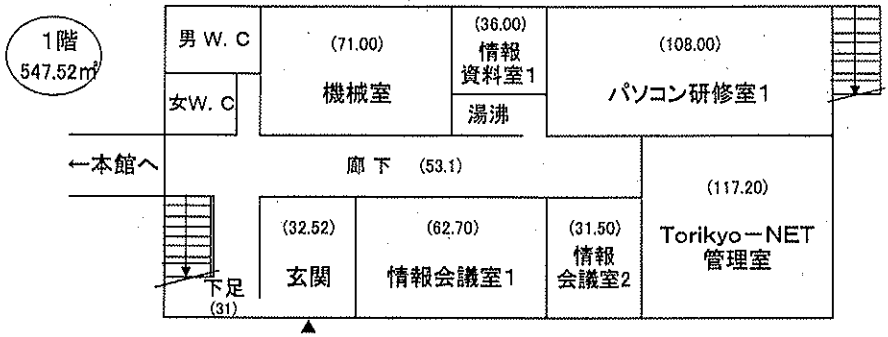 1階
547.52㎡
男 W. C
女W. C
(71.00)
機械室
(36.00)
情報
資料室1
湯沸
(108.00)
パソコン研修室1
←本館へ
廊 下 (53.1)
(117.20)
Torikyo－NET
管理室
下足
(31)
(32.52)
玄関
(62.70)
情報会議室1
(31.50)
情報
会議室2